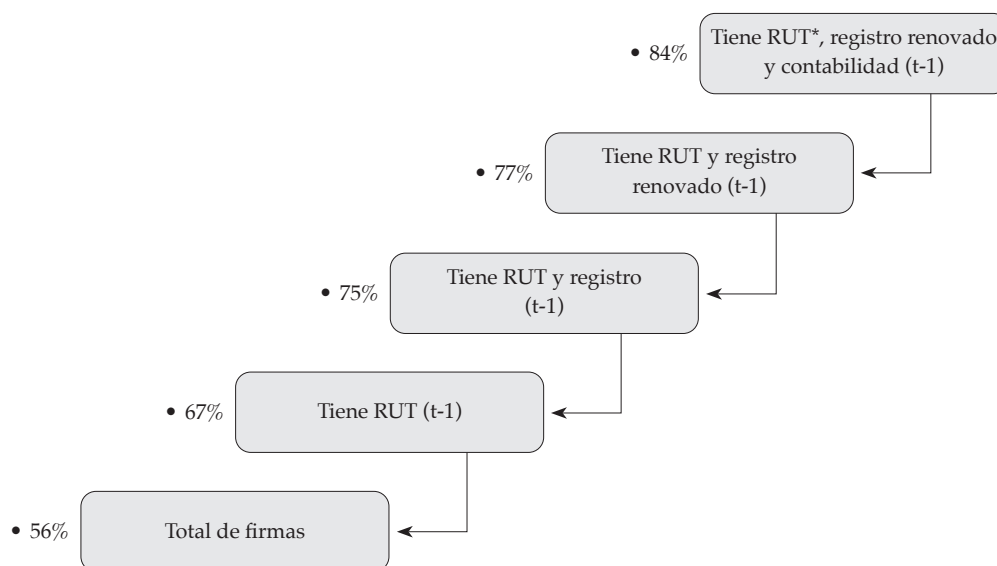 • 84%
Tiene RUT*, registro renovado
y contabilidad (t-1)
• 77%
Tiene RUT y registro
renovado (t-1)
• 75%
Tiene RUT y registro
(t-1)
• 67%
Tiene RUT (t-1)
• 56%
Total de firmas